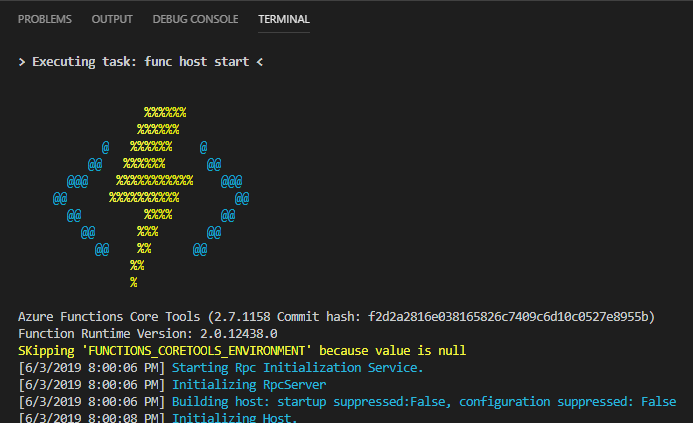 PROBLEMS OUTPUT DEBUG CONSOLE TERMINAL
> Executing task: func host start <
%%%%%%
%%%%%%
@ %%%%%% @
@@ %%%%%% @@
@@@ %%%%%%%%%%% @@@
@@ %%%%%%%%%% @@
@@ %%%% @@
@@ %%% @@
@@ %% @@
%%
%
Azure Functions Core Tools (2.7.1158 Commit hash: f2d2a2816e038165826c7409c6d10c0527e8955b)
Function Runtime Version: 2.0.12438.0
SKipping 'FUNCTIONS_CORETOOLS_ENVIRONMENT' because value is null
[6/3/2019 8:00:06 PM] Starting Rpc Initialization Service.
[6/3/2019 8:00:06 PM] Initializing RpcServer
[6/3/2019 8:00:06 PM] Building host: startup suppressed:False, configuration suppressed: False
[6/3/2019 8:00:08 PM] Initializing Host.